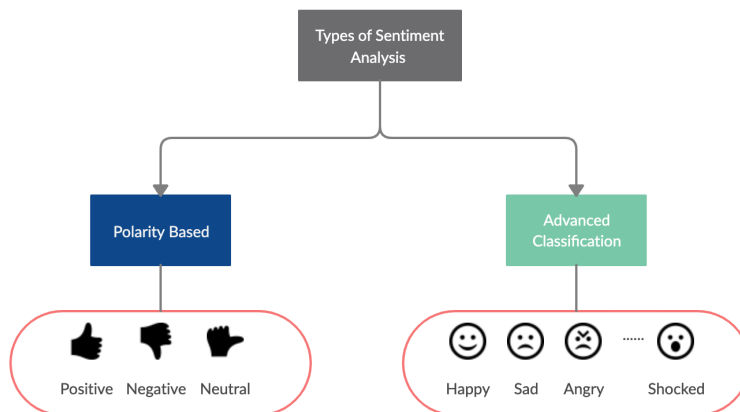 Types of Sentiment
Analysis
Polarity Based
Advanced
Classification
Positive Negative Neutral
Happy Sad Angry ...... Shocked